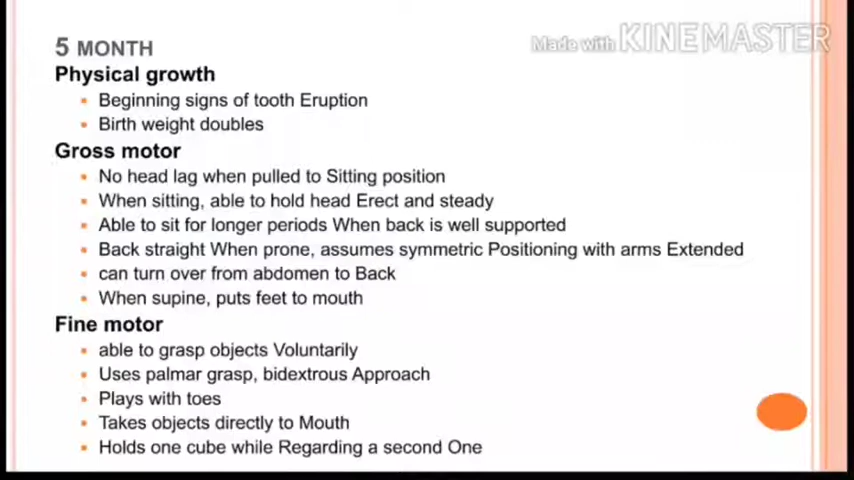 Made with KINEMASTER
5 MONTH
Physical growth
Beginning signs of tooth Eruption
Birth weight doubles
Gross motor
No head lag when pulled to Sitting position
When sitting, able to hold head Erect and steady
Able to sit for longer periods When back is well supported
Back straight When prone, assumes symmetric Positioning with arms Extended
can turn over from abdomen to Back
When supine, puts feet to mouth
Fine motor
able to grasp objects Voluntarily
Uses palmar grasp, bidextrous Approach
Plays with toes
Takes objects directly to Mouth
Holds one cube while Regarding a second One